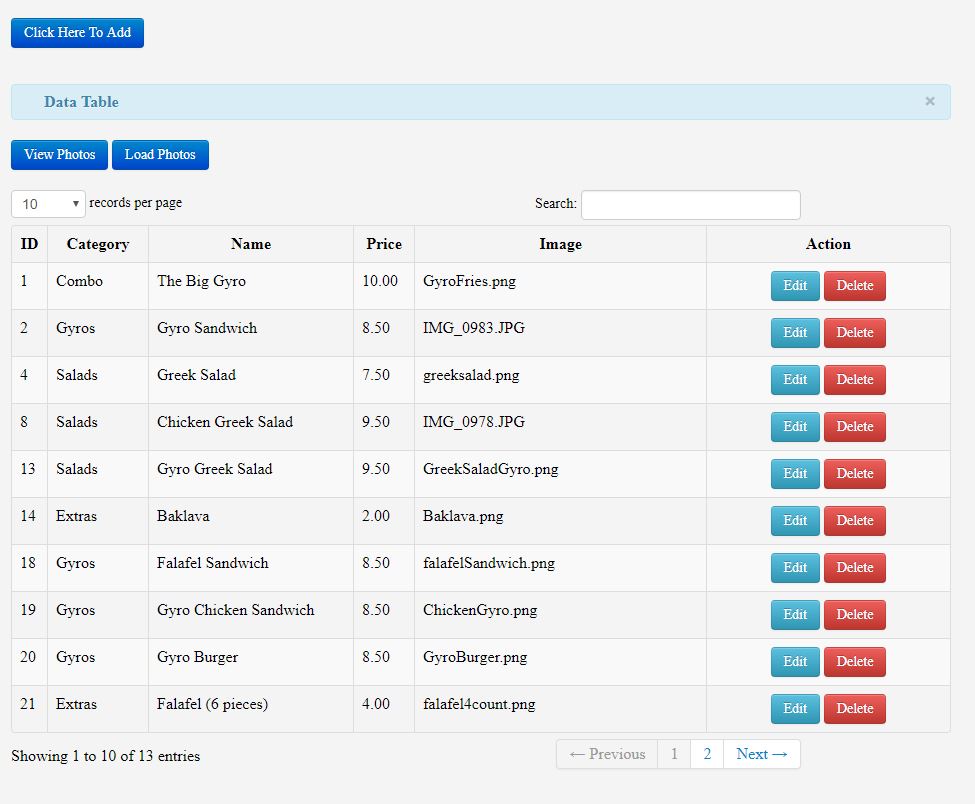 Click Here To Add
Data Table ×
View Photos Load Photos
10 records per page Search:
ID Category Name Price Image Action
1 Combo The Big Gyro 10.00 GyroFries.png Edit Delete
2 Gyros Gyro Sandwich 8.50 IMG_0983.JPG Edit Delete
4 Salads Greek Salad 7.50 greeksalad.png Edit Delete
8 Salads Chicken Greek Salad 9.50 IMG_0978.JPG Edit Delete
13 Salads Gyro Greek Salad 9.50 GreekSaladGyro.png Edit Delete
14 Extras Baklava 2.00 Baklava.png Edit Delete
18 Gyros Falafel Sandwich 8.50 falafelSandwich.png Edit Delete
19 Gyros Gyro Chicken Sandwich 8.50 ChickenGyro.png Edit Delete
20 Gyros Gyro Burger 8.50 GyroBurger.png Edit Delete
21 Extras Falafel (6 pieces) 4.00 falafel4count.png Edit Delete
Showing 1 to 10 of 13 entries ← Previous 1 2 Next →